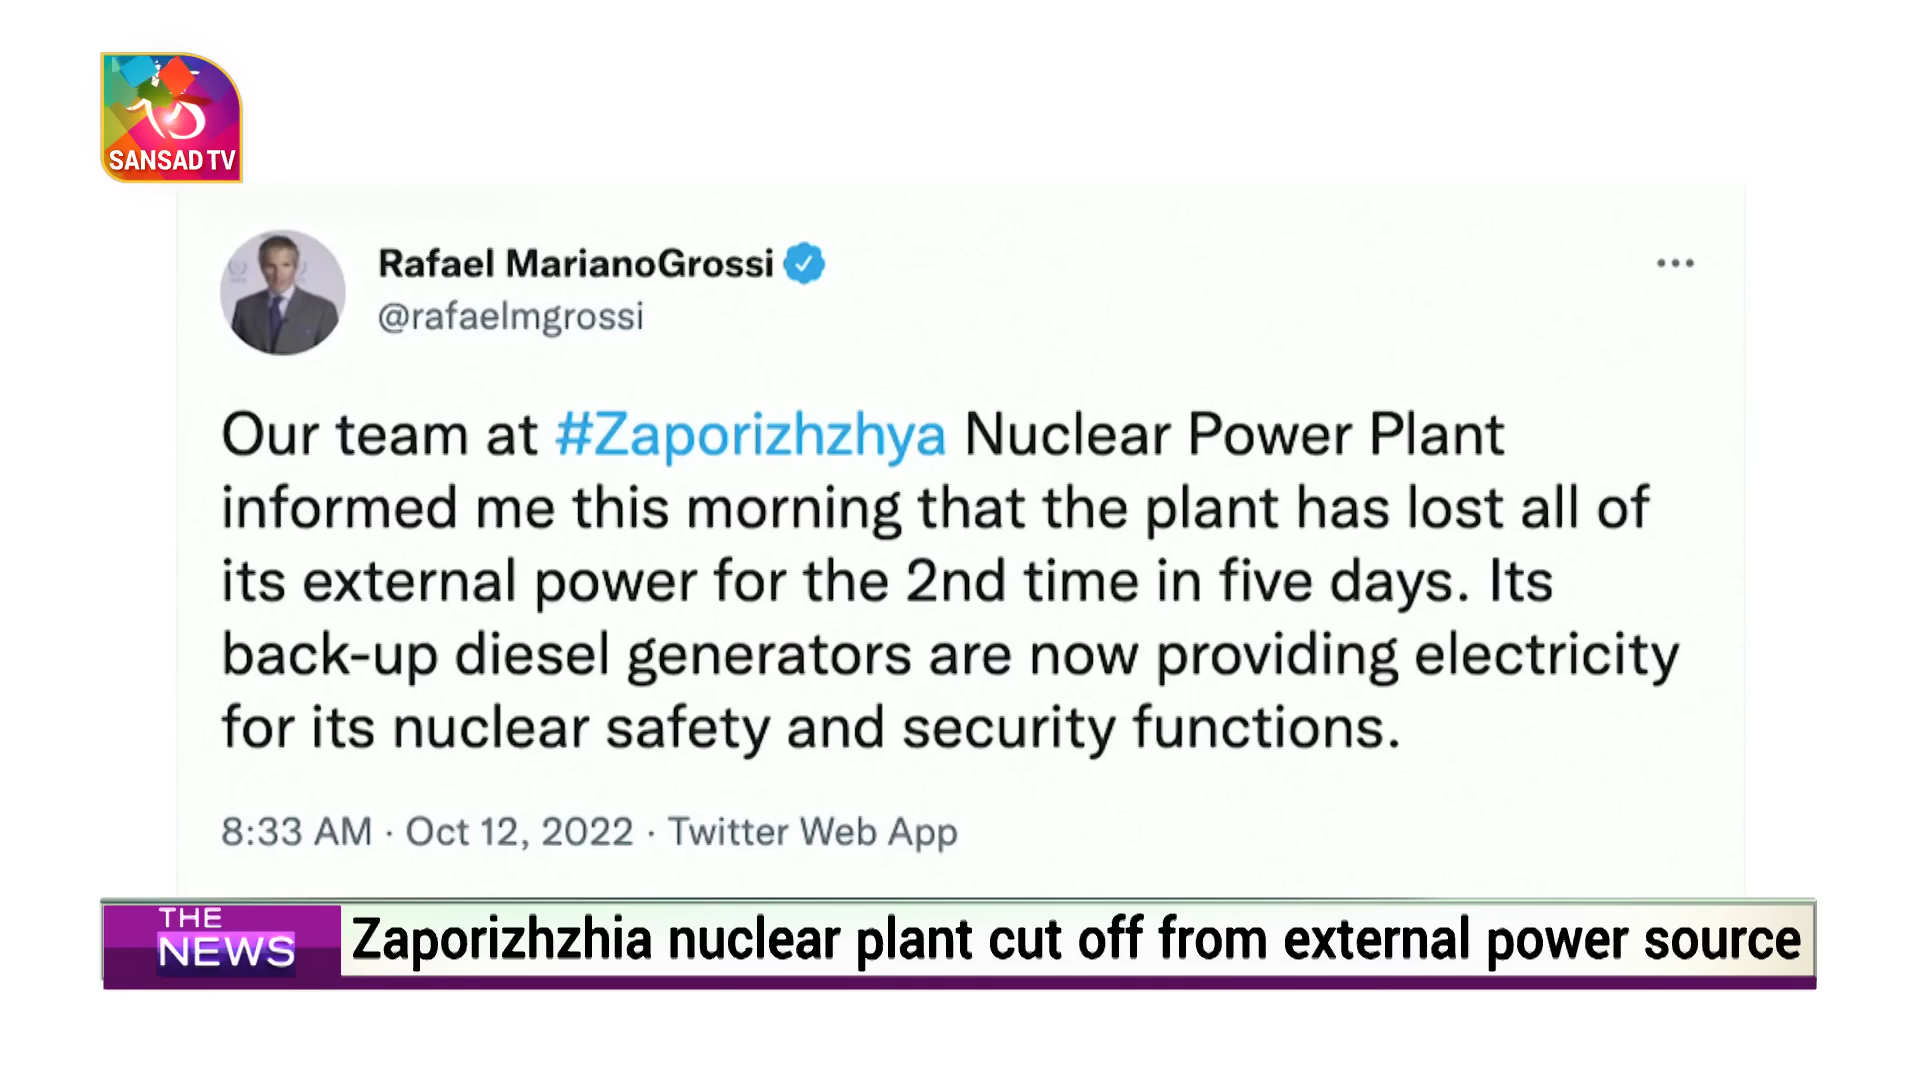 SANSAD TV
Rafael MarianoGrossi
@rafaelmgrossi
Our team at #Zaporizhzhya Nuclear Power Plant
informed me this morning that the plant has lost all of
its external power for the 2nd time in five days. Its
back-up diesel generators are now providing electricity
for its nuclear safety and security functions.
8:33 AM · Oct 12, 2022 · Twitter Web App
THE
NEWS
Zaporizhzhia nuclear plant cut off from external power source